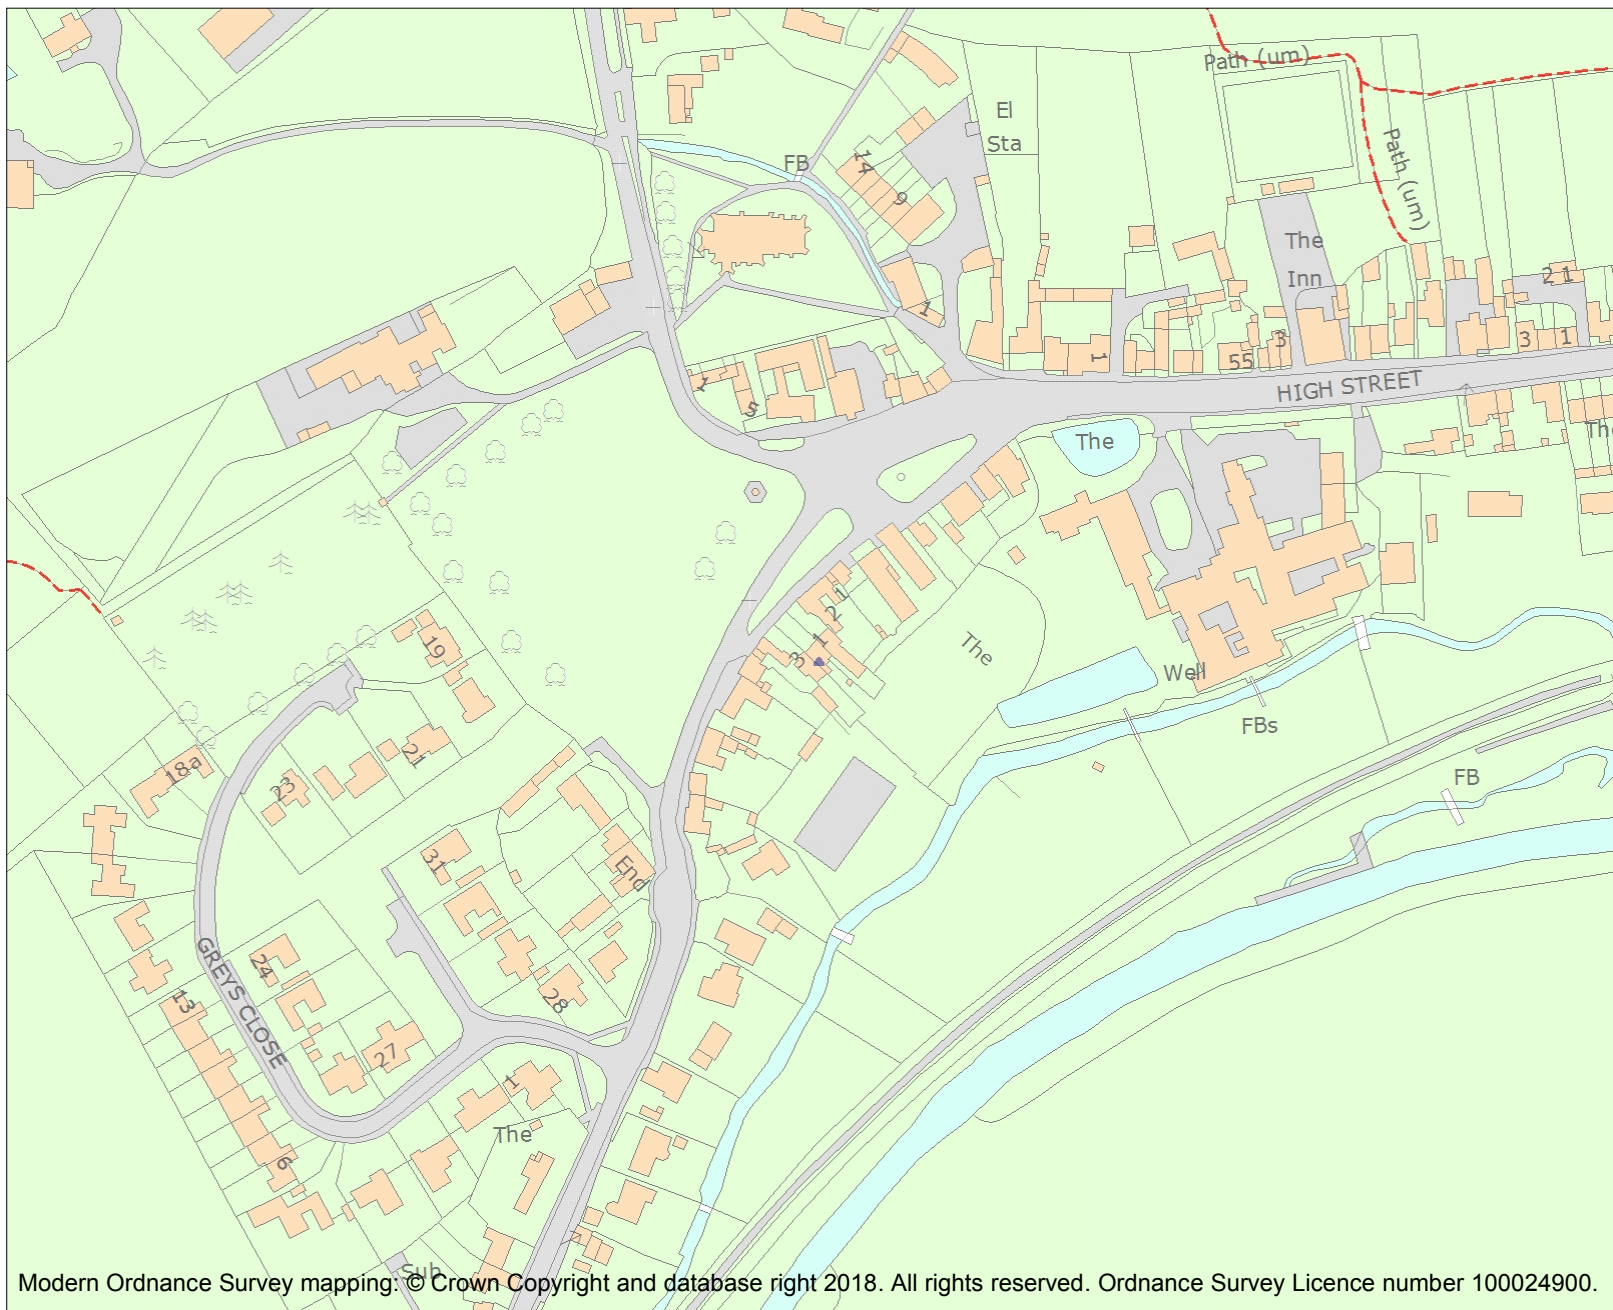 Path (um)
El
Sta
FB
14
9
Path (um)
The
Inn
2 1
1
1
55
3
3
1
HIGH STREET
1
5
The
The
2 1
3 1
The
19
Well
FBs
FB
21
18a
23
31
End
GREYS CLOSE
24
13
28
27
1
The
6
Sub
Modern Ordnance Survey mapping: © Crown Copyright and database right 2018. All rights reserved. Ordnance Survey Licence number 100024900.